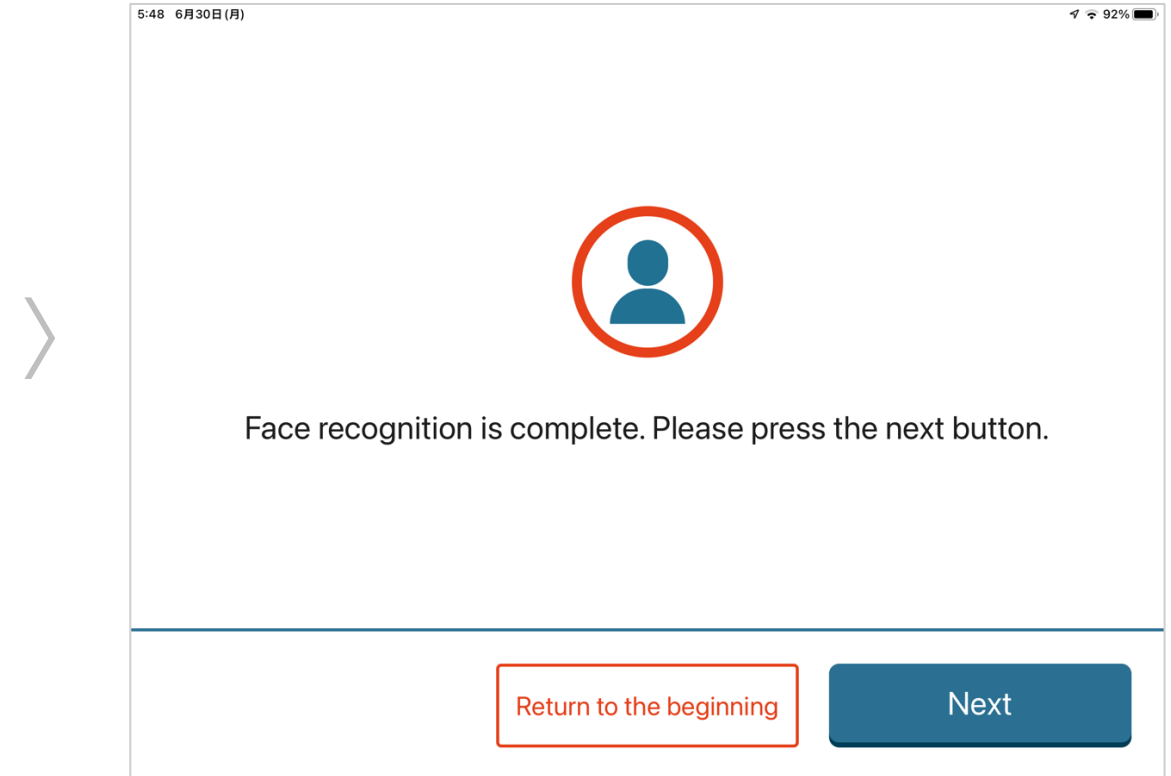 5:48 6月30日(月) 92%
Face recognition is complete. Please press the next button.
Return to the beginning
Next